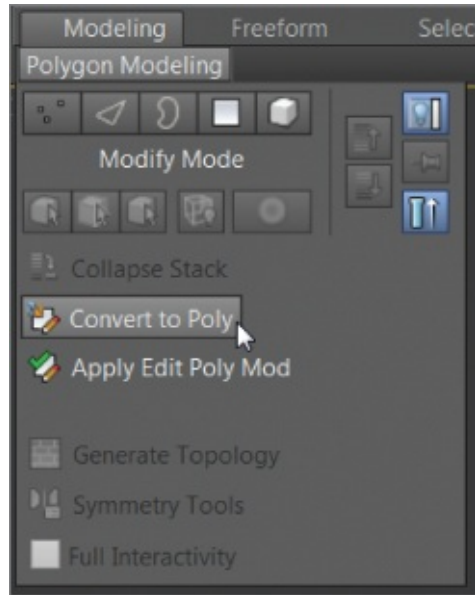 Modeling Freeform Selec
Polygon Modeling
Modify Mode
Collapse Stack
Convert to Poly
Apply Edit Poly Mod
Generate Topology
Symmetry Tools
Full Interactivity